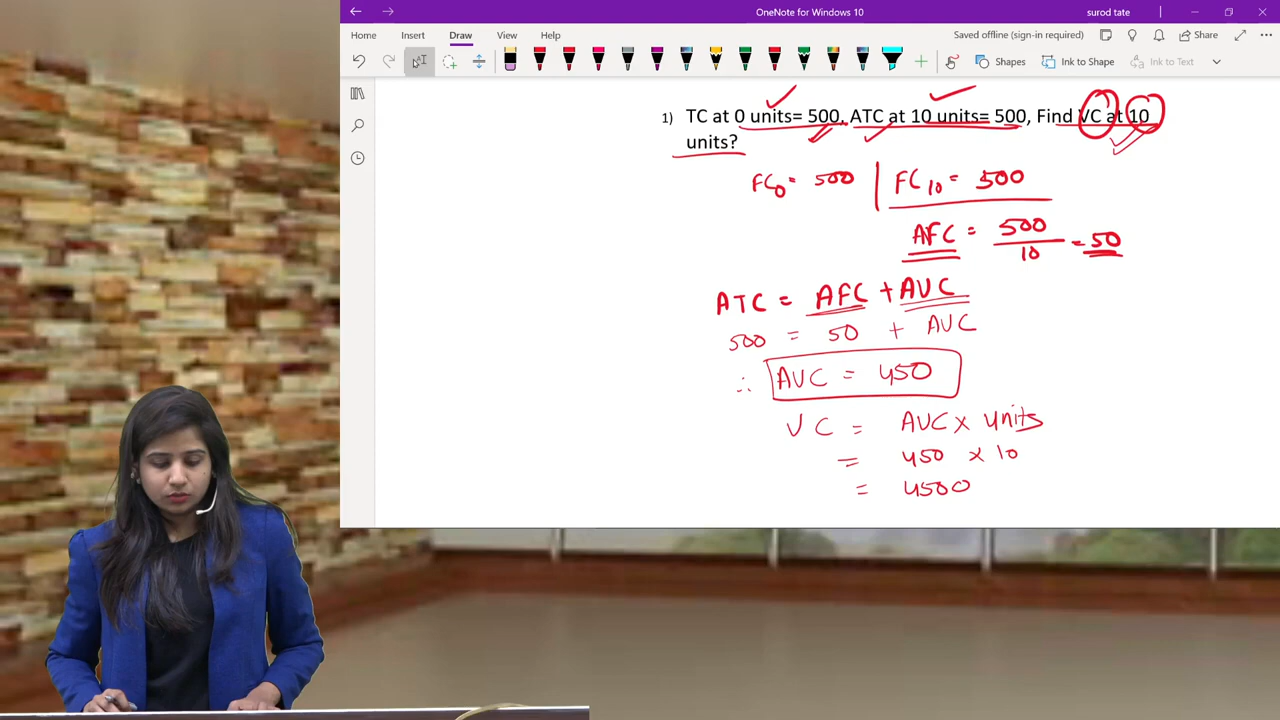 OneNote for Windows 10
surod tate
Home Insert Draw View Help
Saved offline (sign-in required)
Share
Shapes
Ink to Shape
Ink to Text
1) TC at 0 units= 500, ATC at 10 units= 500, Find VC at 10
units?
FC0 = 500 | FC10 = 500
AFC = 500/10 = 50
ATC = AFC + AVC
500 = 50 + AVC
∴ AVC = 450
VC = AVC x units
= 450 x 10
= 4500